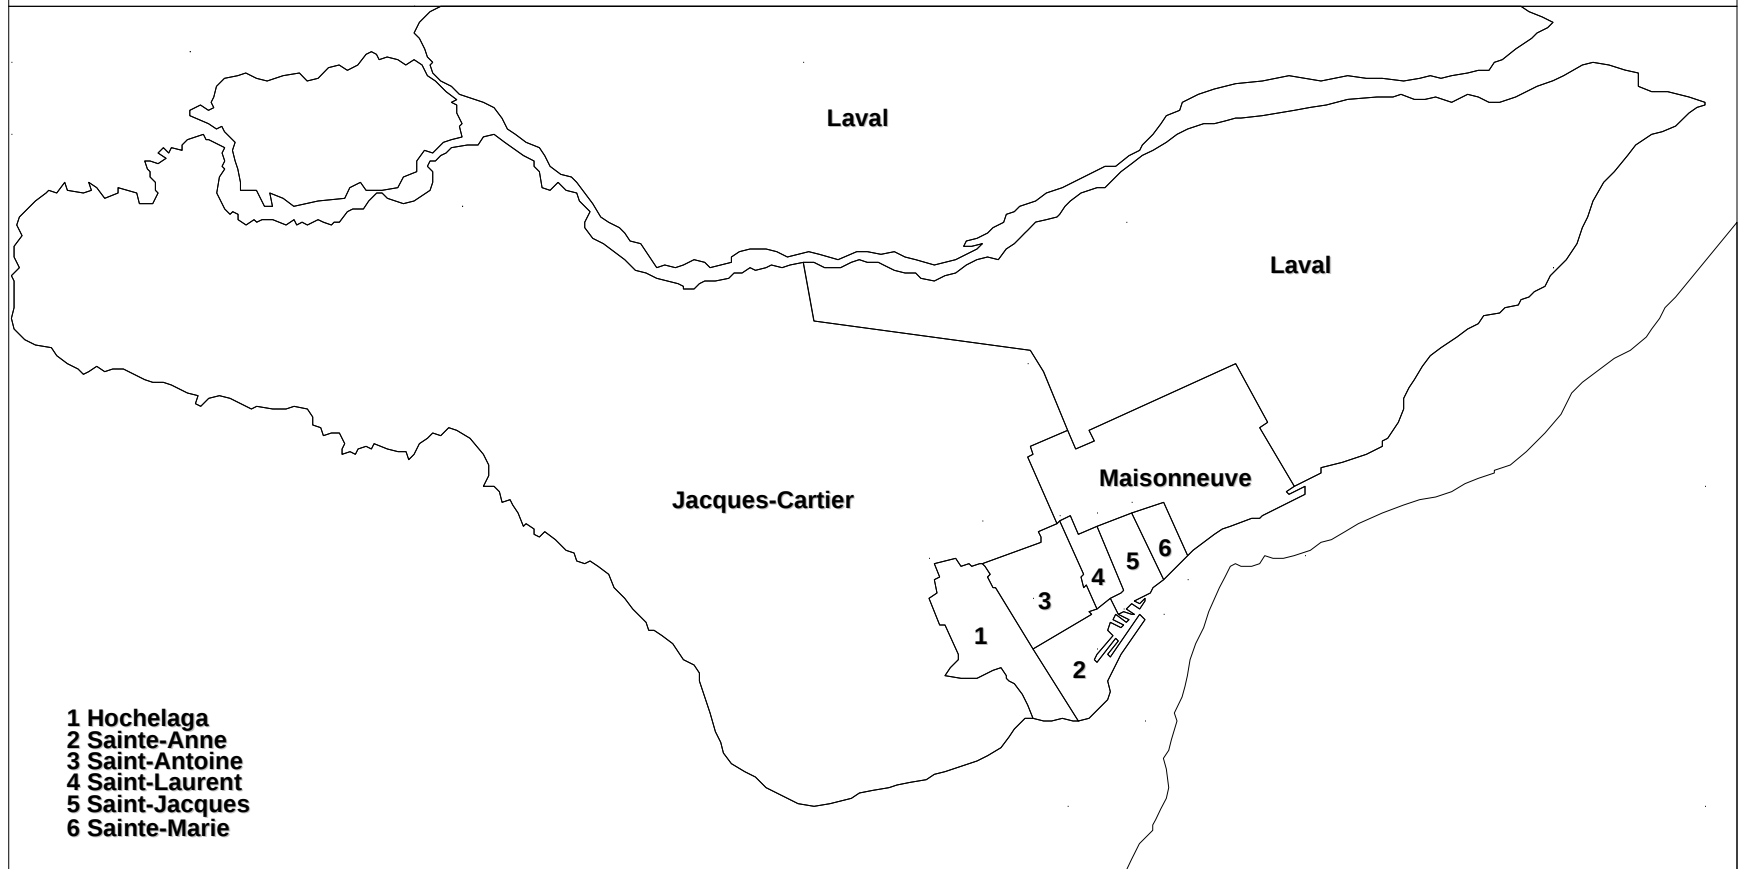 Laval
Laval
Maisonneuve
Jacques-Cartier
6
5
4
3
1
2
1 Hochelaga
2 Sainte-Anne
3 Saint-Antoine
4 Saint-Laurent
5 Saint-Jacques
6 Sainte-Marie